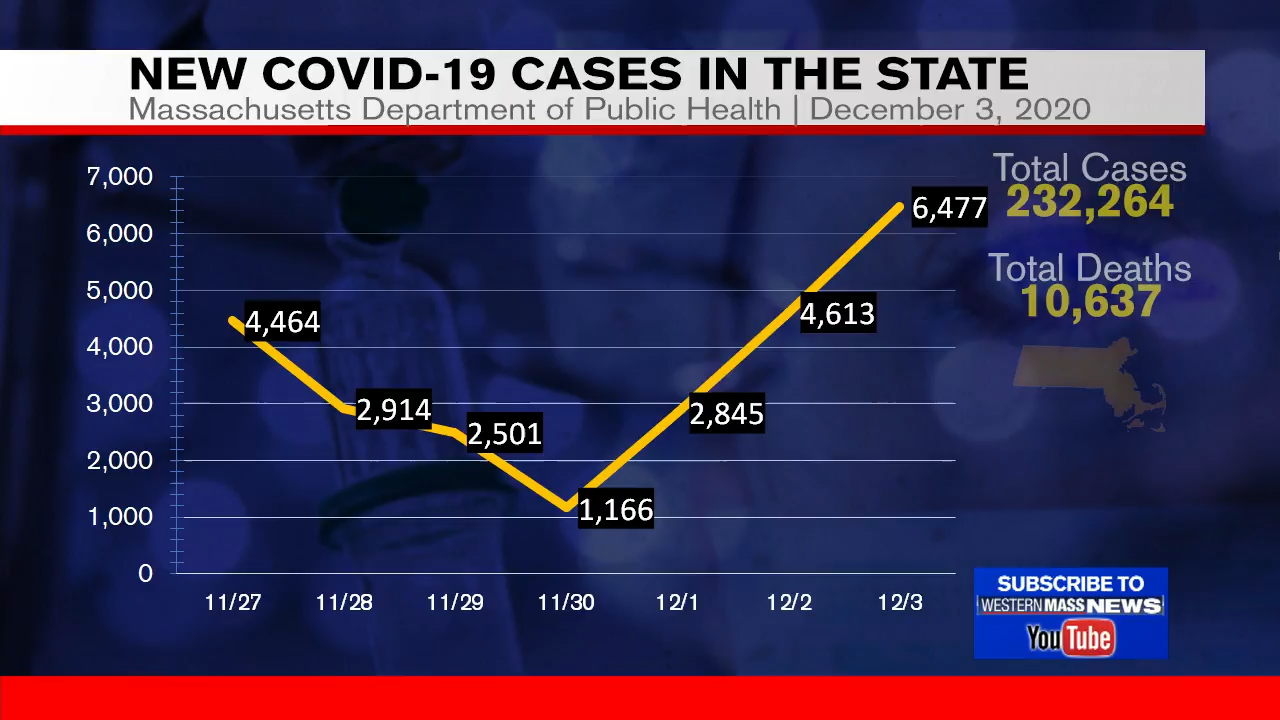 NEW COVID-19 CASES IN THE STATE
Massachusetts Department of Public Health | December 3, 2020
7,000
6,000
5,000
4,000
3,000
2,000
1,000
0
4,464
2,914
2,501
1,166
2,845
4,613
6,477
11/27 11/28 11/29 11/30 12/1 12/2 12/3
Total Cases
232,264
Total Deaths
10,637
SUBSCRIBE TO
WESTERN MASS NEWS
YouTube